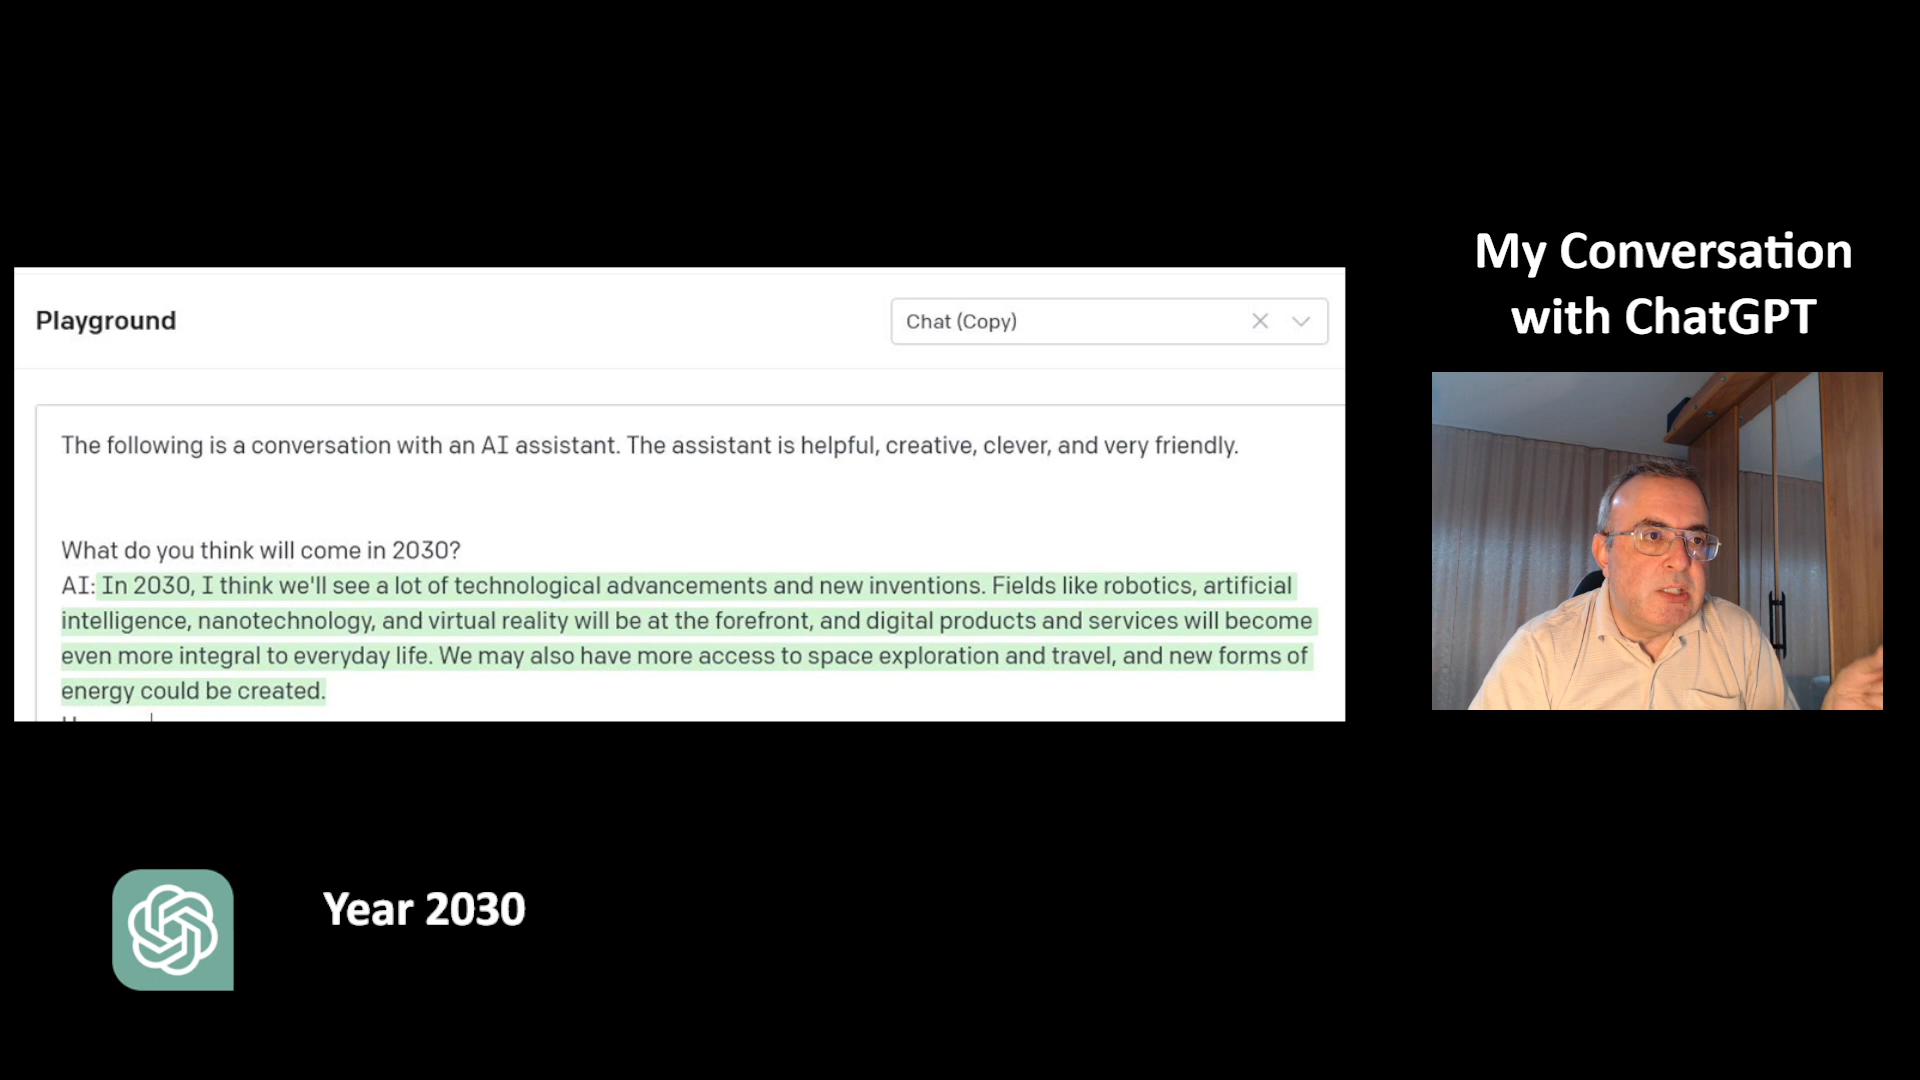 My Conversation
with ChatGPT
Playground
Chat (Copy)
The following is a conversation with an AI assistant. The assistant is helpful, creative, clever, and very friendly.
What do you think will come in 2030?
AI: In 2030, I think we'll see a lot of technological advancements and new inventions. Fields like robotics, artificial
intelligence, nanotechnology, and virtual reality will be at the forefront, and digital products and services will become
even more integral to everyday life. We may also have more access to space exploration and travel, and new forms of
energy could be created.
Year 2030